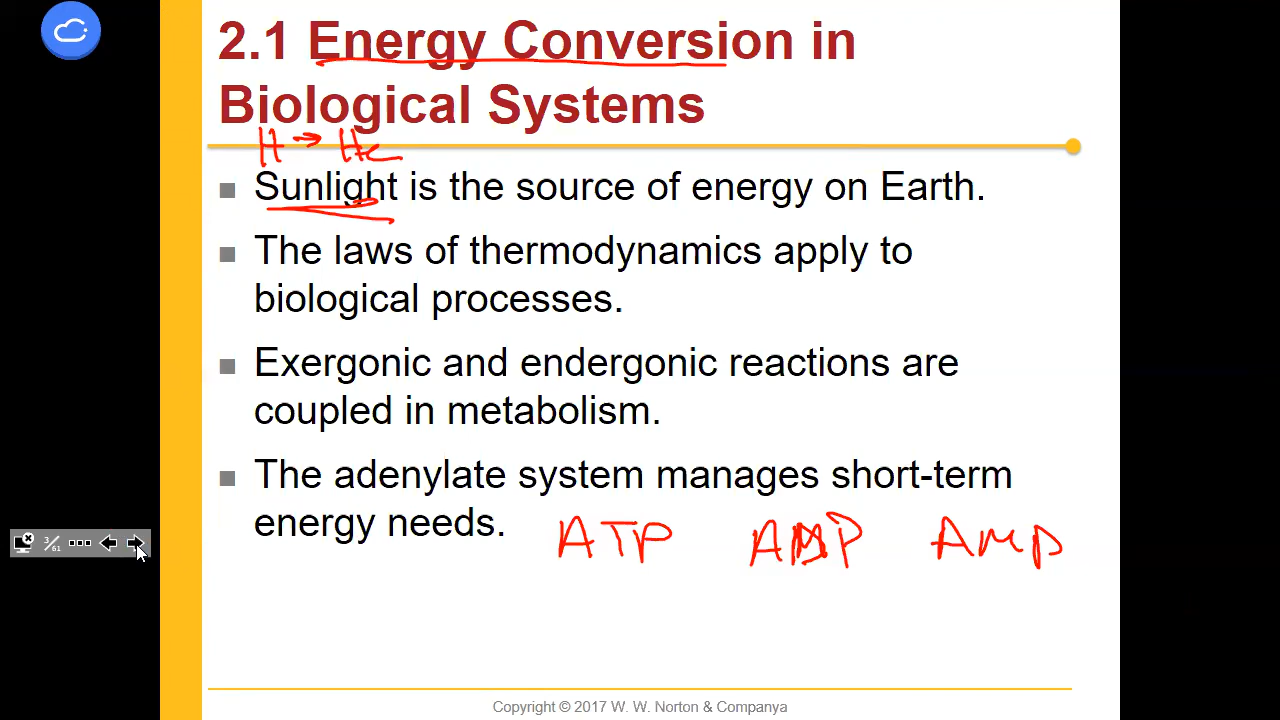 2.1 Energy Conversion in
Biological Systems
H → He
■ Sunlight is the source of energy on Earth.
■ The laws of thermodynamics apply to
biological processes.
■ Exergonic and endergonic reactions are
coupled in metabolism.
■ The adenylate system manages short-term
energy needs.
ATP AMP
3/61
Copyright © 2017 W. W. Norton & Companya